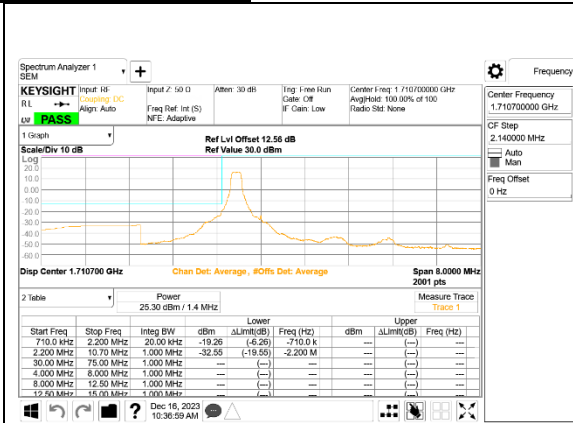 Spectrum Analyzer 1
SEM
Frequency
KEYSIGHT Input: RF Input Z: 50 Ω Atten: 30 dB Trig: Free Run Center Freq: 1.710700000 GHz
RL Coupling: DC Gate: Off Avg|Hold: 100.00% of 100
Align: Auto Freq Ref: Int (S) IF Gain: Low Radio Std: None
PASS NFE: Adaptive
Center Frequency
1.710700000 GHz
CF Step
2.140000 MHz
Auto
Man
Freq Offset
0 Hz
1 Graph
Ref Lvl Offset 12.56 dB
Scale/Div 10 dB Ref Value 30.0 dBm
Log
20.0
10.0
0.00
-10.0
-20.0
-30.0
-40.0
-50.0
-60.0
Disp Center 1.710700 GHz Chan Det: Average , #Offs Det: Average Span 8.0000 MHz
2001 pts
2 Table
Power
25.30 dBm / 1.4 MHz
Measure Trace
Trace 1
Lower Upper
Start Freq Stop Freq Integ BW dBm ΔLimit(dB) Freq (Hz) dBm ΔLimit(dB) Freq (Hz)
710.0 kHz 2.200 MHz 20.00 kHz -19.26 (-6.26) -710.0 k --- (---) ---
2.200 MHz 10.70 MHz 1.000 MHz -32.55 (-19.55) -2.200 M --- (---) ---
30.00 MHz 75.00 MHz 1.000 MHz --- (---) --- --- (---) ---
4.000 MHz 8.000 MHz 1.000 MHz --- (---) --- --- (---) ---
8.000 MHz 12.50 MHz 1.000 MHz --- (---) --- --- (---) ---
12.50 MHz 15.00 MHz 1.000 MHz --- (---) --- --- (---) ---
Dec 16, 2023
10:36:59 AM